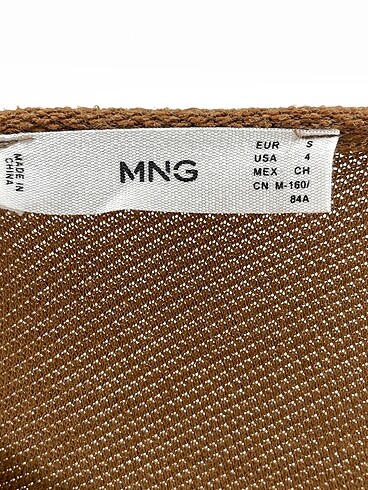 MADE IN
CHINA
MNG
EUR S
USA 4
MEX CH
CN M-160/
84A